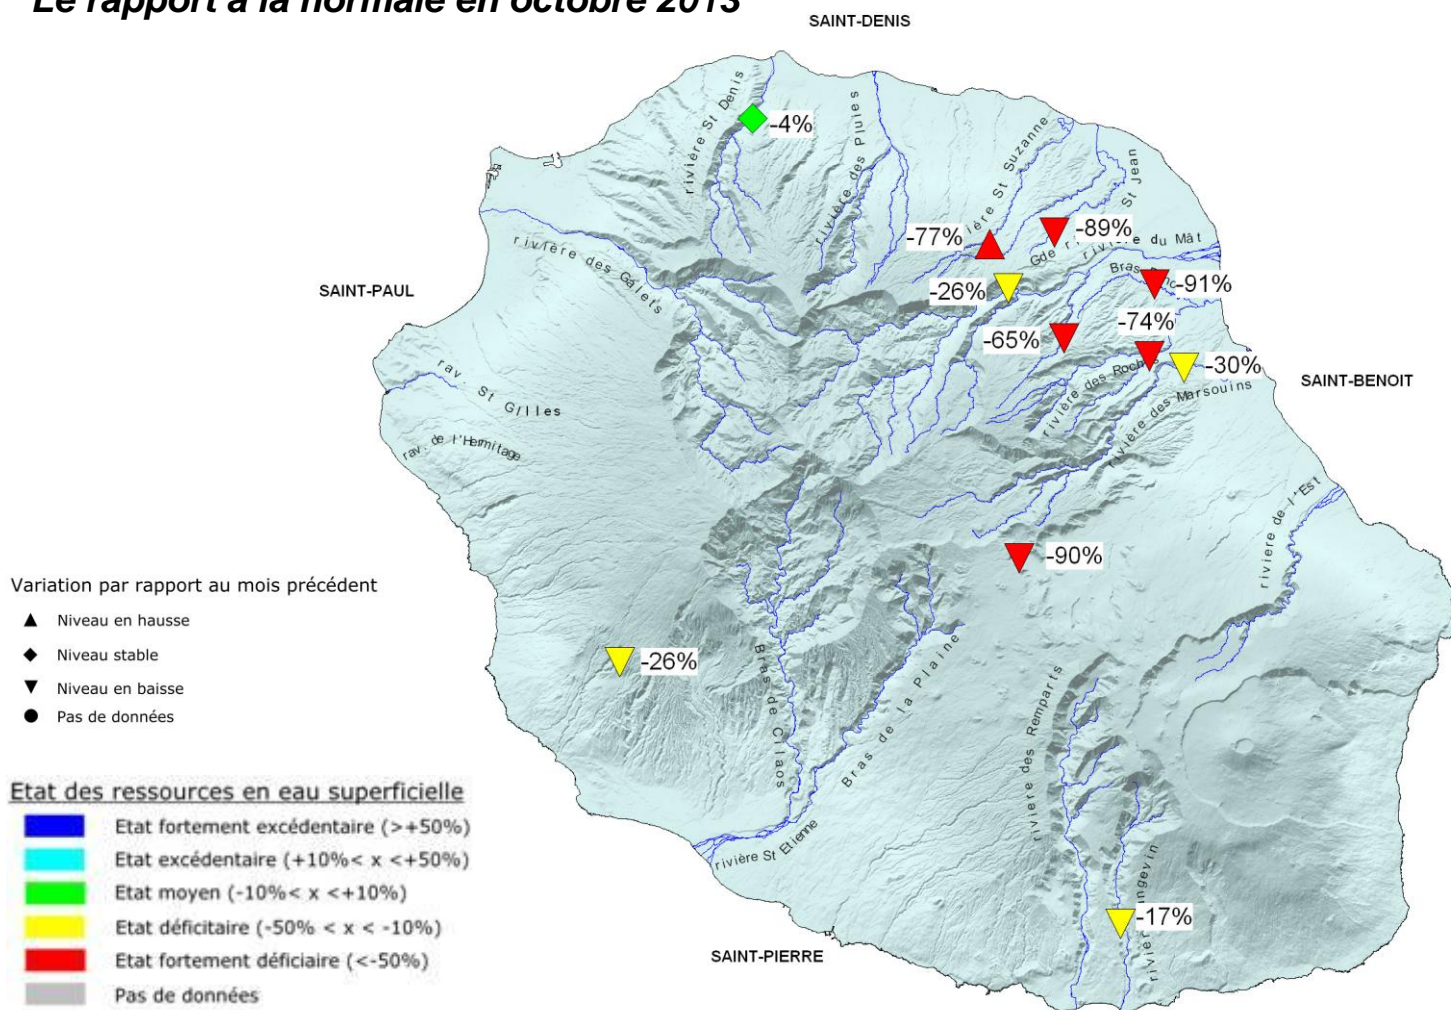 Le rapport à la normale en octobre 2013
SAINT-DENIS
rivière St Denis
-4%
rivière des Pluies
St Suzanne
St Jean
-77%
-89%
rivière du Mât
Gde
rivière des Galets
Bras
-91%
SAINT-PAUL
-26%
-74%
-65%
-30%
rivière des
rivière des Marsouins
SAINT-BENOIT
rav. St Gilles
rav. de l'Hermitage
riviere de l'Est
-90%
Variation par rapport au mois précédent
Niveau en hausse
Niveau stable
Niveau en baisse
Pas de données
-26%
Bras de Cilaos
Bras de la Plaine
riviere des Remparts
Etat des ressources en eau superficielle
Etat fortement excédentaire (>+50%)
Etat excédentaire (+10%< x <+50%)
Etat moyen (-10%< x <+10%)
Etat déficitaire (-50% < x < -10%)
Etat fortement déficiaire (<-50%)
Pas de données
rivière St Etienne
-17%
SAINT-PIERRE